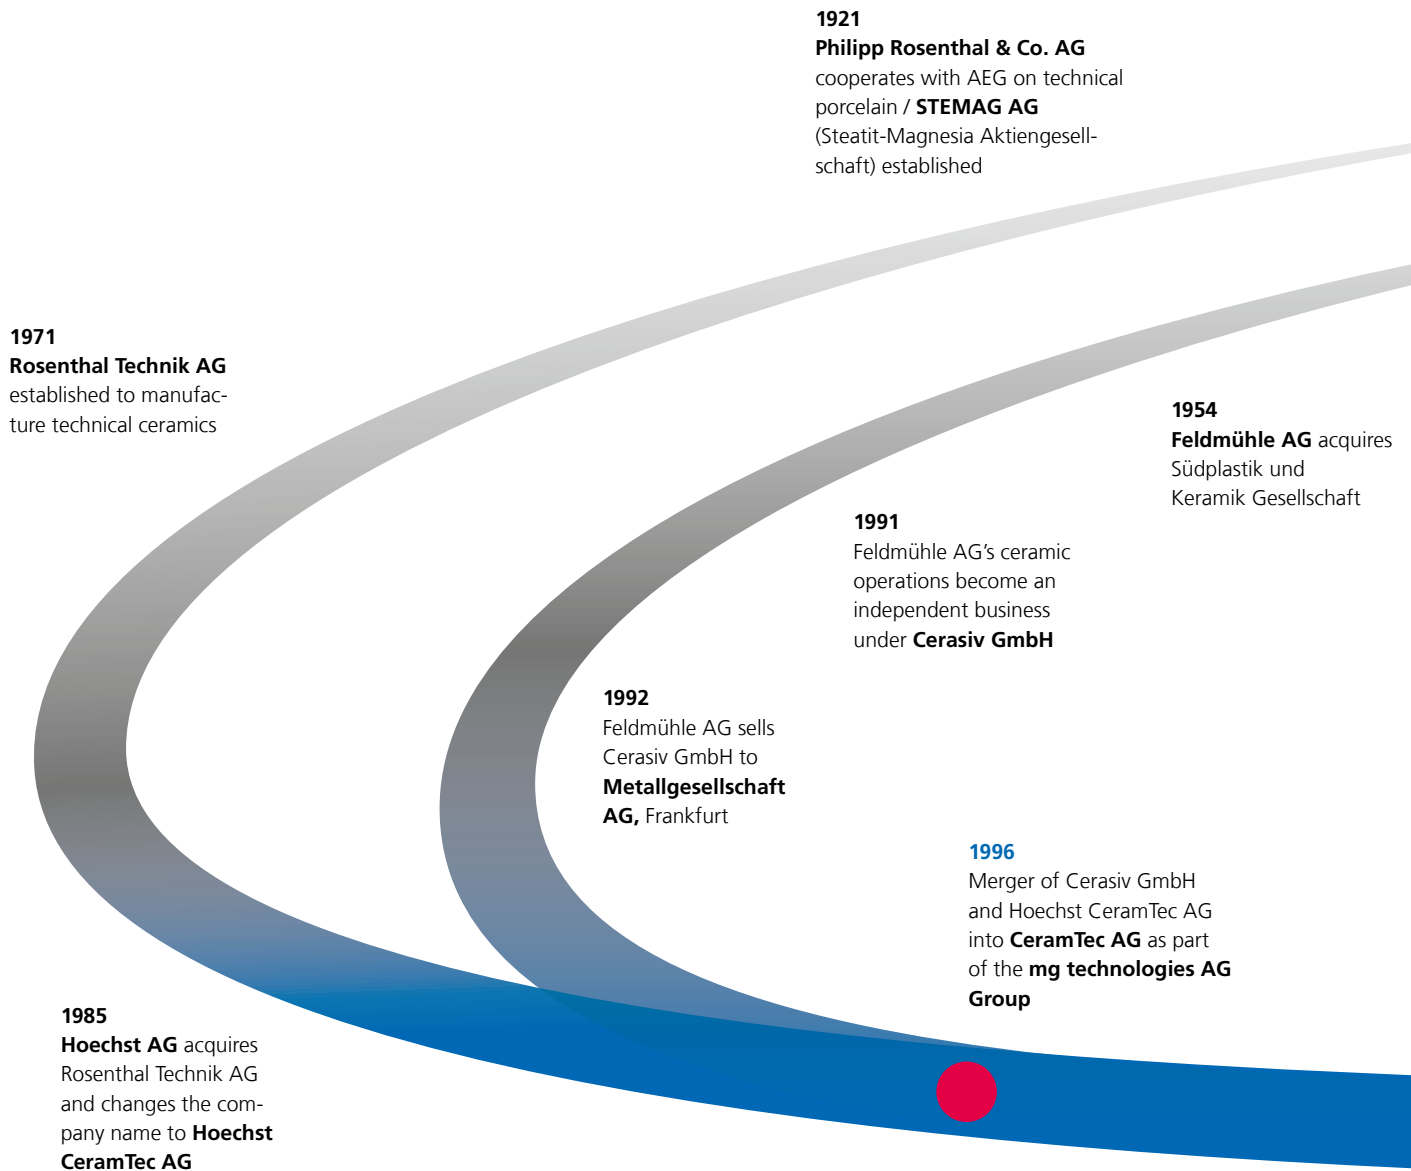 1921
Philipp Rosenthal & Co. AG
cooperates with AEG on technical
porcelain / STEMAG AG
(Steatit-Magnesia Aktiengesell-
schaft) established
1971
Rosenthal Technik AG
established to manufac-
ture technical ceramics
1954
Feldmühle AG acquires
Südplastik und
Keramik Gesellschaft
1991
Feldmühle AG’s ceramic
operations become an
independent business
under Cerasiv GmbH
1992
Feldmühle AG sells
Cerasiv GmbH to
Metallgesellschaft
AG, Frankfurt
1996
Merger of Cerasiv GmbH
and Hoechst CeramTec AG
into CeramTec AG as part
of the mg technologies AG
Group
1985
Hoechst AG acquires
Rosenthal Technik AG
and changes the com-
pany name to Hoechst
CeramTec AG